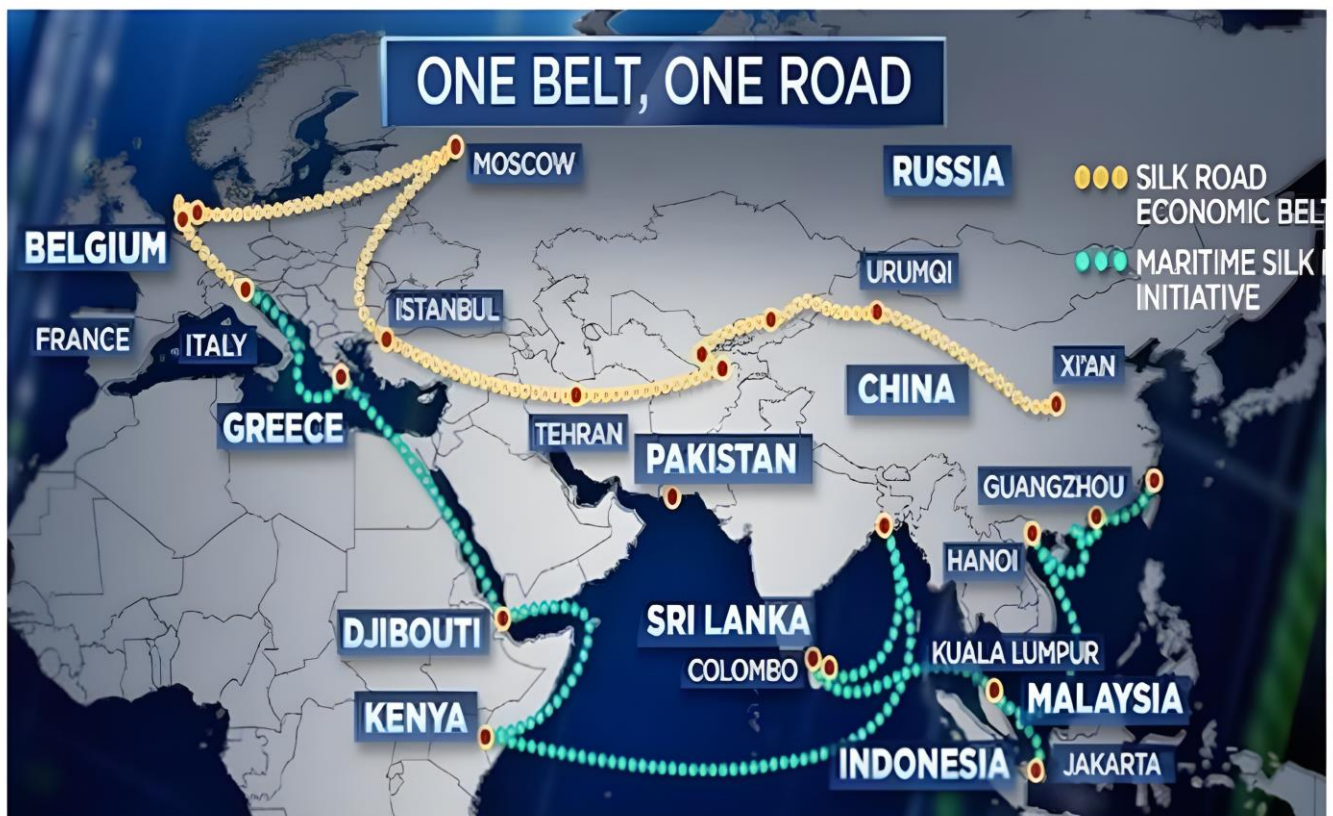 ONE BELT, ONE ROAD
MOSCOW
RUSSIA
SILK ROAD
ECONOMIC BELT
MARITIME SILK
INITIATIVE
BELGIUM
URUMQI
ISTANBUL
FRANCE
ITALY
XI'AN
CHINA
GREECE
TEHRAN
PAKISTAN
GUANGZHOU
HANOI
SRI LANKA
DJIBOUTI
COLOMBO
KUALA LUMPUR
MALAYSIA
KENYA
INDONESIA
JAKARTA